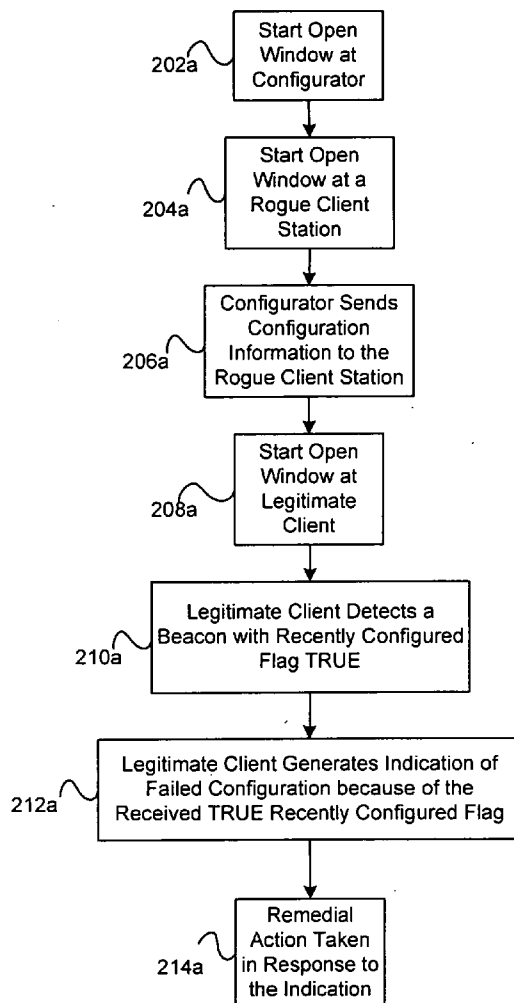 Start Open
Window at
Configurator
202a
Start Open
Window at a
Rogue Client
Station
204a
Configurator Sends
Configuration
Information to the
Rogue Client Station
206a
Start Open
Window at
Legitimate
Client
208a
Legitimate Client Detects a
Beacon with Recently Configured
Flag TRUE
210a
Legitimate Client Generates Indication of
Failed Configuration because of the
Received TRUE Recently Configured Flag
212a
Remedial
Action Taken
in Response to
the Indication
214a